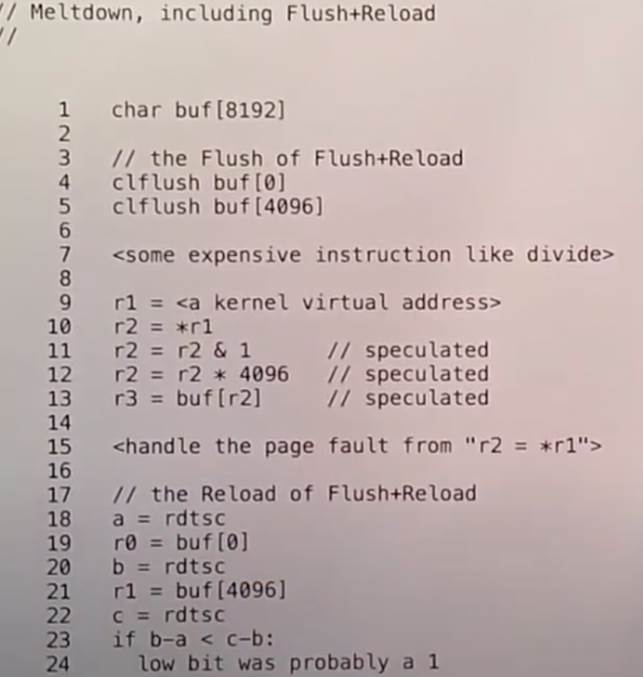 // Meltdown, including Flush+Reload
//
1 char buf[8192]
2
3 // the Flush of Flush+Reload
4 clflush buf[0]
5 clflush buf[4096]
6
7 <some expensive instruction like divide>
8
9 r1 = <a kernel virtual address>
10 r2 = *r1
11 r2 = r2 & 1 // speculated
12 r2 = r2 * 4096 // speculated
13 r3 = buf[r2] // speculated
14
15 <handle the page fault from "r2 = *r1">
16
17 // the Reload of Flush+Reload
18 a = rdtsc
19 r0 = buf[0]
20 b = rdtsc
21 r1 = buf[4096]
22 c = rdtsc
23 if b-a < c-b:
24 low bit was probably a 1